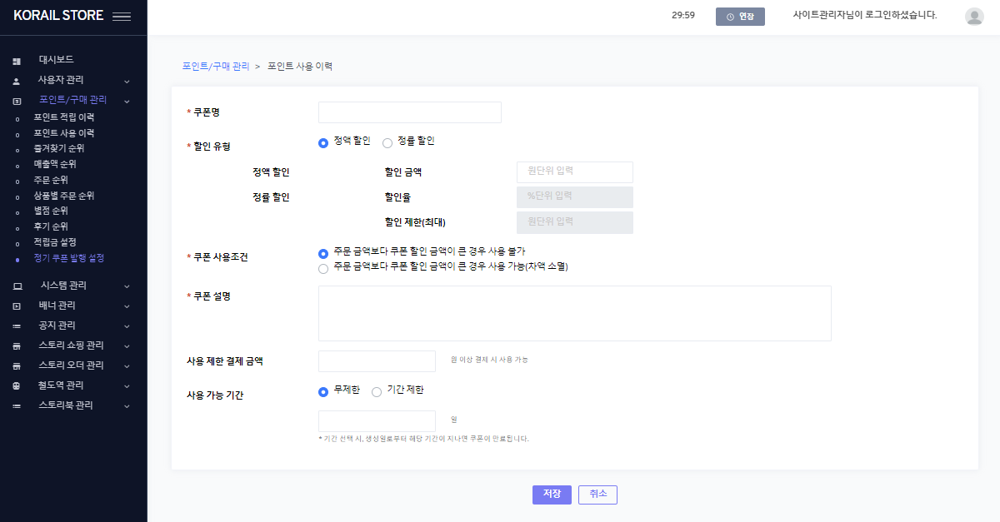 KORAIL STORE
29:59
연장
사이트관리자님이 로그인하셨습니다.
대시보드
사용자 관리
포인트/구매 관리
포인트 적립 이력
포인트 사용 이력
즐겨찾기 순위
매출액 순위
주문 순위
상품별 주문 순위
별점 순위
후기 순위
적립금 설정
정기 쿠폰 발행 설정
시스템 관리
배너 관리
공지 관리
스토리 쇼핑 관리
스토리 오더 관리
철도역 관리
스토리북 관리
포인트/구매 관리 > 포인트 사용 이력
* 쿠폰명
* 할인 유형 정액 할인 정률 할인
정액 할인 할인 금액 원단위 입력
정률 할인 할인율 %단위 입력
할인 제한(최대) 원단위 입력
* 쿠폰 사용조건 주문 금액보다 쿠폰 할인 금액이 큰 경우 사용 불가
주문 금액보다 쿠폰 할인 금액이 큰 경우 사용 가능(차액 소멸)
* 쿠폰 설명
사용 제한 결제 금액 원 이상 결제 시 사용 가능
사용 가능 기간 무제한 기간 제한
일
* 기간 선택 시, 생성일로부터 해당 기간이 지나면 쿠폰이 만료됩니다.
저장 취소